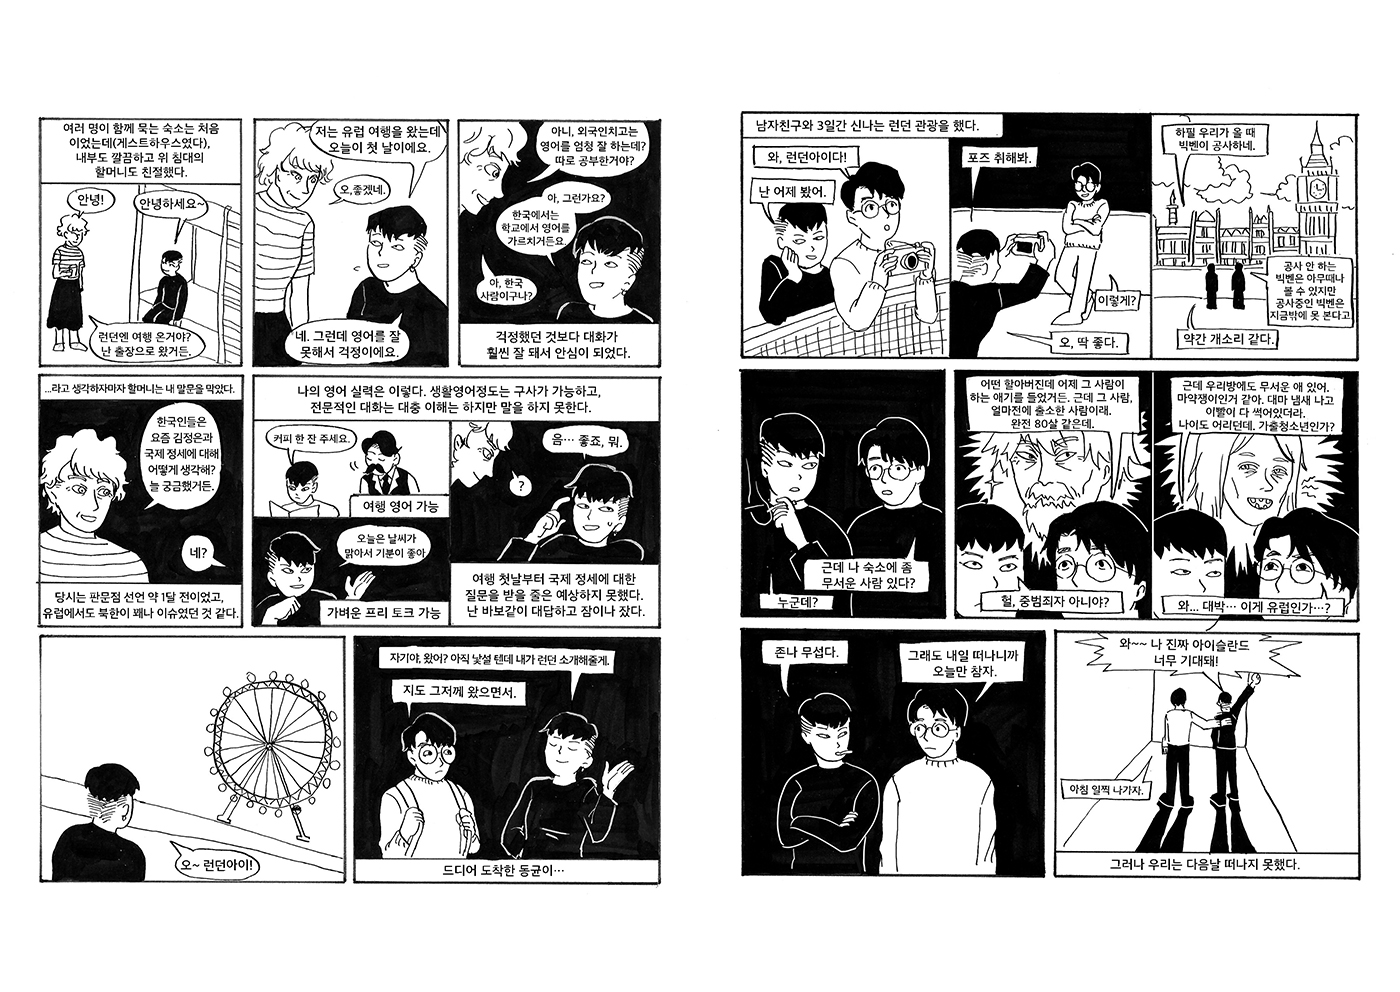 여러 명이 함께 묵는 숙소는 처음
이었는데(게스트하우스였다),
내부도 깔끔하고 위 침대의
할머니도 친절했다.
안녕!
안녕하세요~
런던엔 여행 온거야?
난 출장으로 왔거든.
저는 유럽 여행을 왔는데
오늘이 첫 날이에요.
오,좋겠네.
네. 그런데 영어를 잘
못해서 걱정이에요.
아니, 외국인치고는
영어를 엄청 잘 하는데?
따로 공부한거야?
아, 그런가요?
한국에서는
학교에서 영어를
가르치거든요.
아, 한국
사람이구나?
걱정했던 것보다 대화가
훨씬 잘 돼서 안심이 되었다.
...라고 생각하자마자 할머니는 내 말문을 막았다.
한국인들은
요즘 김정은과
국제 정세에 대해
어떻게 생각해?
늘 궁금했거든.
네?
당시는 판문점 선언 약 1달 전이었고,
유럽에서도 북한이 꽤나 이슈였던 것 같다.
나의 영어 실력은 이렇다. 생활영어정도는 구사가 가능하고,
전문적인 대화는 대충 이해는 하지만 말을 하지 못한다.
커피 한 잔 주세요.
여행 영어 가능
오늘은 날씨가
맑아서 기분이 좋아
가벼운 프리 토크 가능
음… 좋죠, 뭐.
?
여행 첫날부터 국제 정세에 대한
질문을 받을 줄은 예상하지 못했다.
난 바보같이 대답하고 잠이나 잤다.
오~ 런던아이!
자기야, 왔어? 아직 낯설 텐데 내가 런던 소개해줄게.
지도 그저께 왔으면서.
드디어 도착한 동균이…
남자친구와 3일간 신나는 런던 관광을 했다.
와, 런던아이다!
난 어제 봤어.
포즈 취해봐.
이렇게?
오, 딱 좋다.
하필 우리가 올 때
빅벤이 공사하네.
공사 안 하는
빅벤은 아무때나
볼 수 있지만
공사중인 빅벤은
지금밖에 못 본다고
약간 개소리 같다.
근데 나 숙소에 좀
무서운 사람 있다?
누군데?
어떤 할아버진데 어제 그 사람이
하는 얘기를 들었거든. 근데 그 사람,
얼마전에 출소한 사람이래.
완전 80살 같은데.
헐, 중범죄자 아니야?
근데 우리방에도 무서운 애 있어.
마약쟁이인거 같아. 대마 냄새 나고
이빨이 다 썩어있더라.
나이도 어리던데. 가출청소년인가?
와... 대박… 이게 유럽인가…?
존나 무섭다.
그래도 내일 떠나니까
오늘만 참자.
와~~ 나 진짜 아이슬란드
너무 기대돼!
아침 일찍 나가자.
그러나 우리는 다음날 떠나지 못했다.